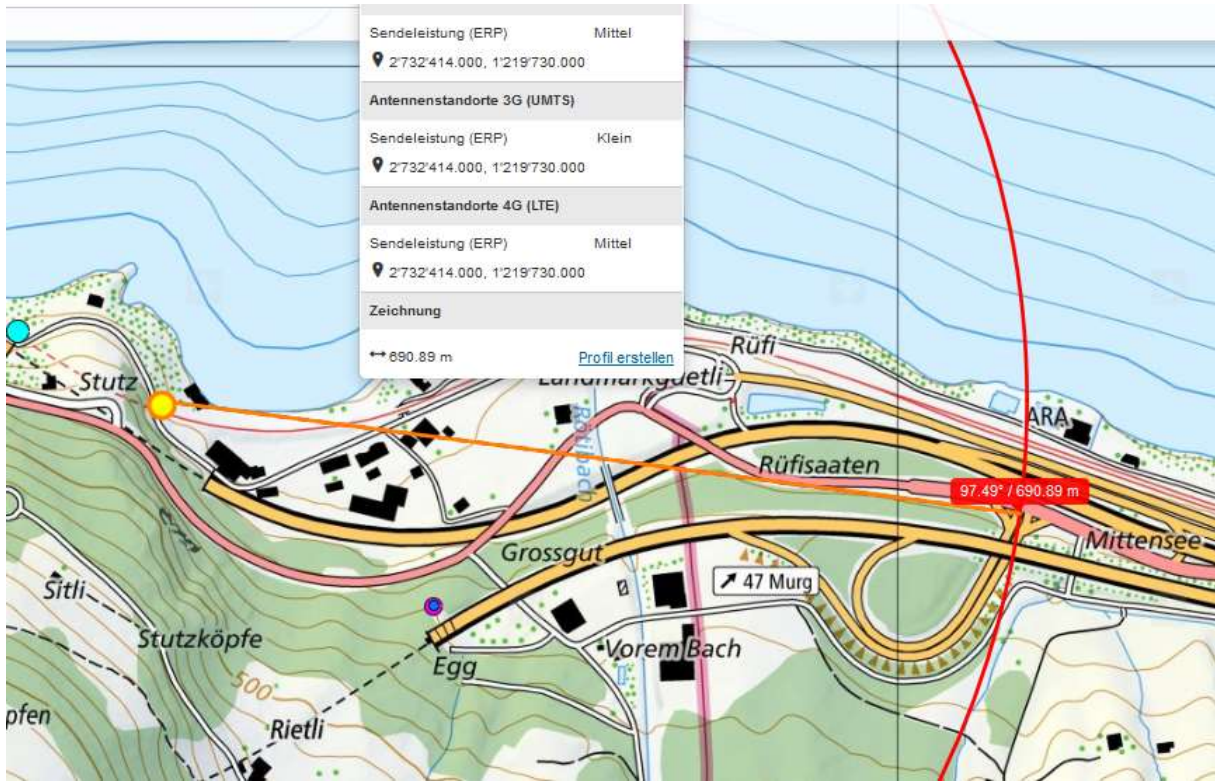 Sendeleistung (ERP) Mittel
2'732'414.000, 1'219'730.000
Antennenstandorte 3G (UMTS)
Sendeleistung (ERP) Klein
2'732'414.000, 1'219'730.000
Antennenstandorte 4G (LTE)
Sendeleistung (ERP) Mittel
2'732'414.000, 1'219'730.000
Zeichnung
690.89 m Profil erstellen
Rüfi
Landmarkguetli
Stutz
ARA
Rötibach
Rüfisaaten
97.49° / 690.89 m
Mittensee
Grossgut
47 Murg
Sitli
Stutzköpfe
Vorem Bach
Egg
500
pfen
Rietli